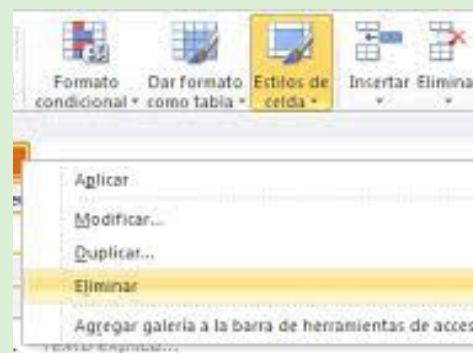 Formato condicional
Dar formato como tabla
Estilos de celda
Insertar
Elimina
Aplicar
Modificar...
Duplicar...
Eliminar
Agregar galería a la barra de herramientas de acces